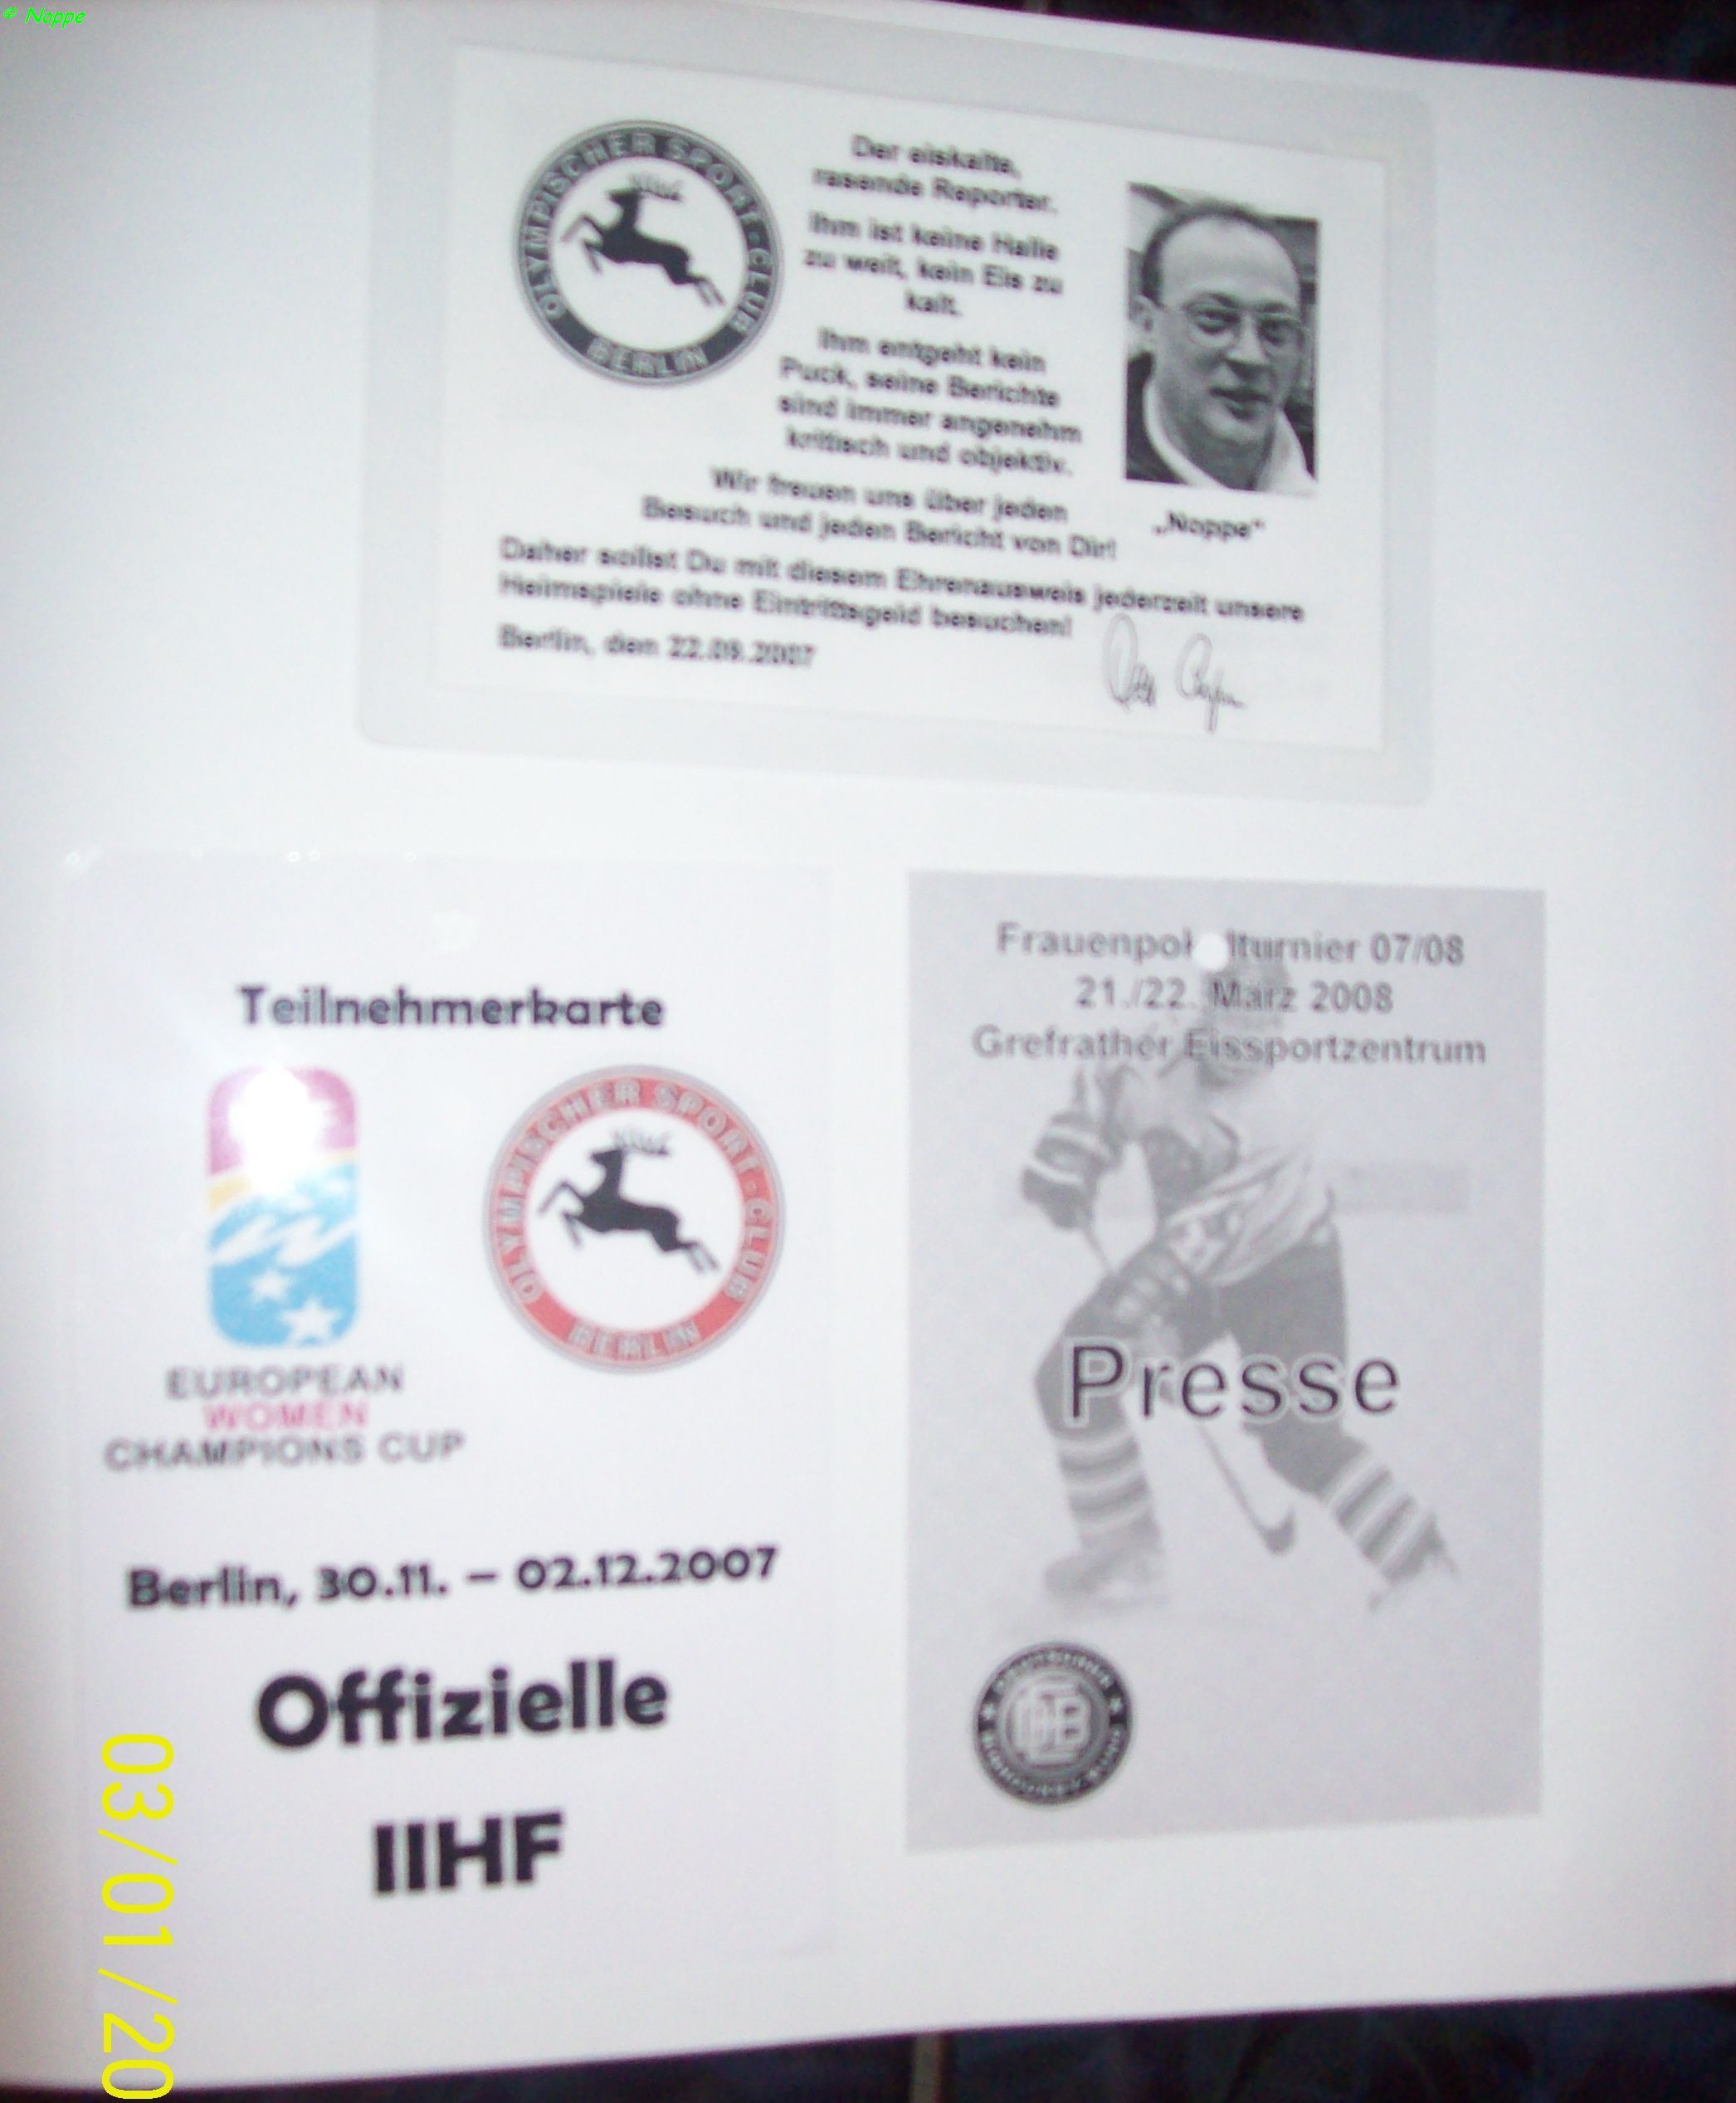 © Noppe
OLYMPISCHER SPORT-CLUB
BERLIN
Der eiskalte,
rasende Reporter.
Ihm ist keine Halle
zu weit, kein Eis zu
kalt.
Ihm entgeht kein
Puck, seine Berichte
sind immer angenehm
kritisch und objektiv.
Wir freuen uns über jeden
Besuch und jeden Bericht von Dir!
„Noppe“
Daher sollst Du mit diesem Ehrenausweis jederzeit unsere
Heimspiele ohne Eintrittsgeld besuchen!
Berlin, den 22.09.2007
Teilnehmerkarte
OLYMPISCHER SPORT-CLUB
BERLIN
EUROPEAN
WOMEN
CHAMPIONS CUP
Berlin, 30.11. – 02.12.2007
Offizielle
IIHF
Frauenpok lturnier 07/08
21./22. März 2008
Grefrather Eissportzentrum
Presse
DEB
03/01/20